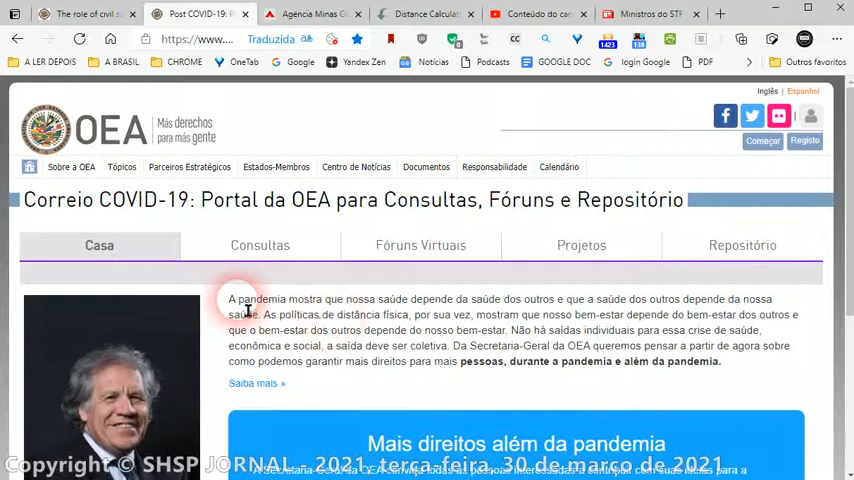 The role of civil s
Post COVID-19: P
Agência Minas Ge
Distance Calculat
Conteúdo do can
Ministros do STF
https://www....
Traduzida
1423
138
A LER DEPOIS
A BRASIL
CHROME
OneTab
Google
Yandex Zen
Notícias
Podcasts
GOOGLE DOC
login Google
PDF
Outros favoritos
Inglês | Espanhol
OEA
Más derechos
para más gente
Começar
Registo
Sobre a OEA
Tópicos
Parceiros Estratégicos
Estados-Membros
Centro de Notícias
Documentos
Responsabilidade
Calendário
Correio COVID-19: Portal da OEA para Consultas, Fóruns e Repositório
Casa
Consultas
Fóruns Virtuais
Projetos
Repositório
A pandemia mostra que nossa saúde depende da saúde dos outros e que a saúde dos outros depende da nossa
saúde. As políticas de distância física, por sua vez, mostram que nosso bem-estar depende do bem-estar dos outros e
que o bem-estar dos outros depende do nosso bem-estar. Não há saídas individuais para essa crise de saúde,
econômica e social, a saída deve ser coletiva. Da Secretaria-Geral da OEA queremos pensar a partir de agora sobre
como podemos garantir mais direitos para mais pessoas, durante a pandemia e além da pandemia.
Saiba mais »
Mais direitos além da pandemia
Copyright © SHSP JORNAL - 2021, terça-feira, 30 de março de 2021